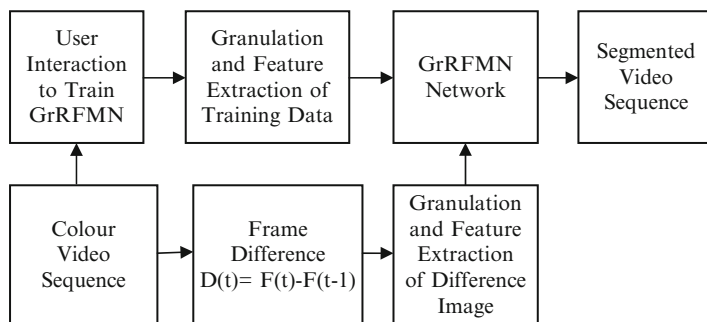 User
Interaction
to Train
GrRFMN
Granulation
and Feature
Extraction of
Training Data
GrRFMN
Network
Segmented
Video
Sequence
Colour
Video
Sequence
Frame
Difference
D(t)= F(t)-F(t-1)
Granulation
and Feature
Extraction
of Difference
Image